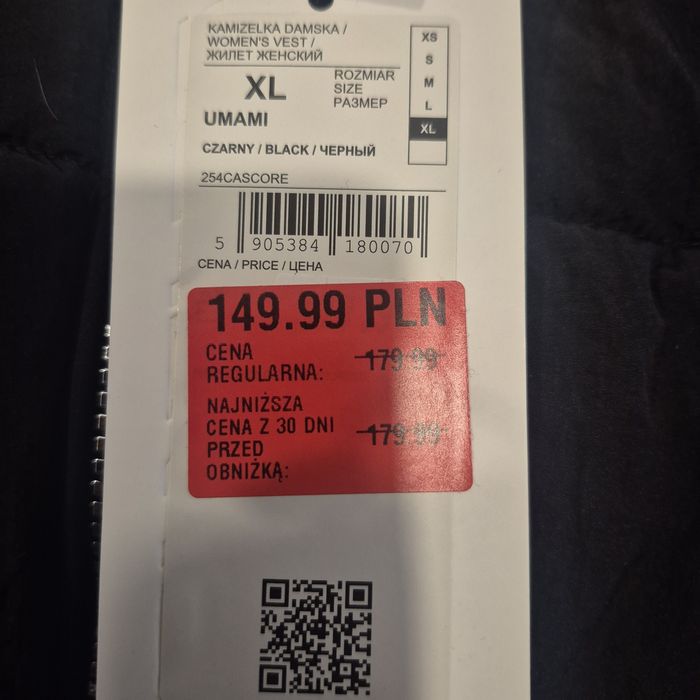 KAMIZELKA DAMSKA /
WOMEN'S VEST /
ЖИЛЕТ ЖЕНСКИЙ
XL
ROZMIAR
SIZE
РАЗМЕР
XS
S
M
L
XL
UMAMI
CZARNY / BLACK / ЧЕРНЫЙ
254CASCORE
5 905384 180070
CENA / PRICE / ЦЕНА
149.99 PLN
CENA
REGULARNA: 179.99
NAJNIŻSZA
CENA Z 30 DNI
PRZED 179.99
OBNIŻKĄ: